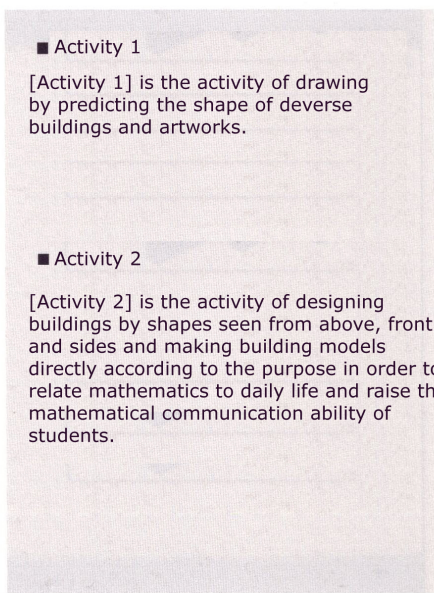 ■ Activity 1
[Activity 1] is the activity of drawing
by predicting the shape of deverse
buildings and artworks.
■ Activity 2
[Activity 2] is the activity of designing
buildings by shapes seen from above, front
and sides and making building models
directly according to the purpose in order to
relate mathematics to daily life and raise th
mathematical communication ability of
students.